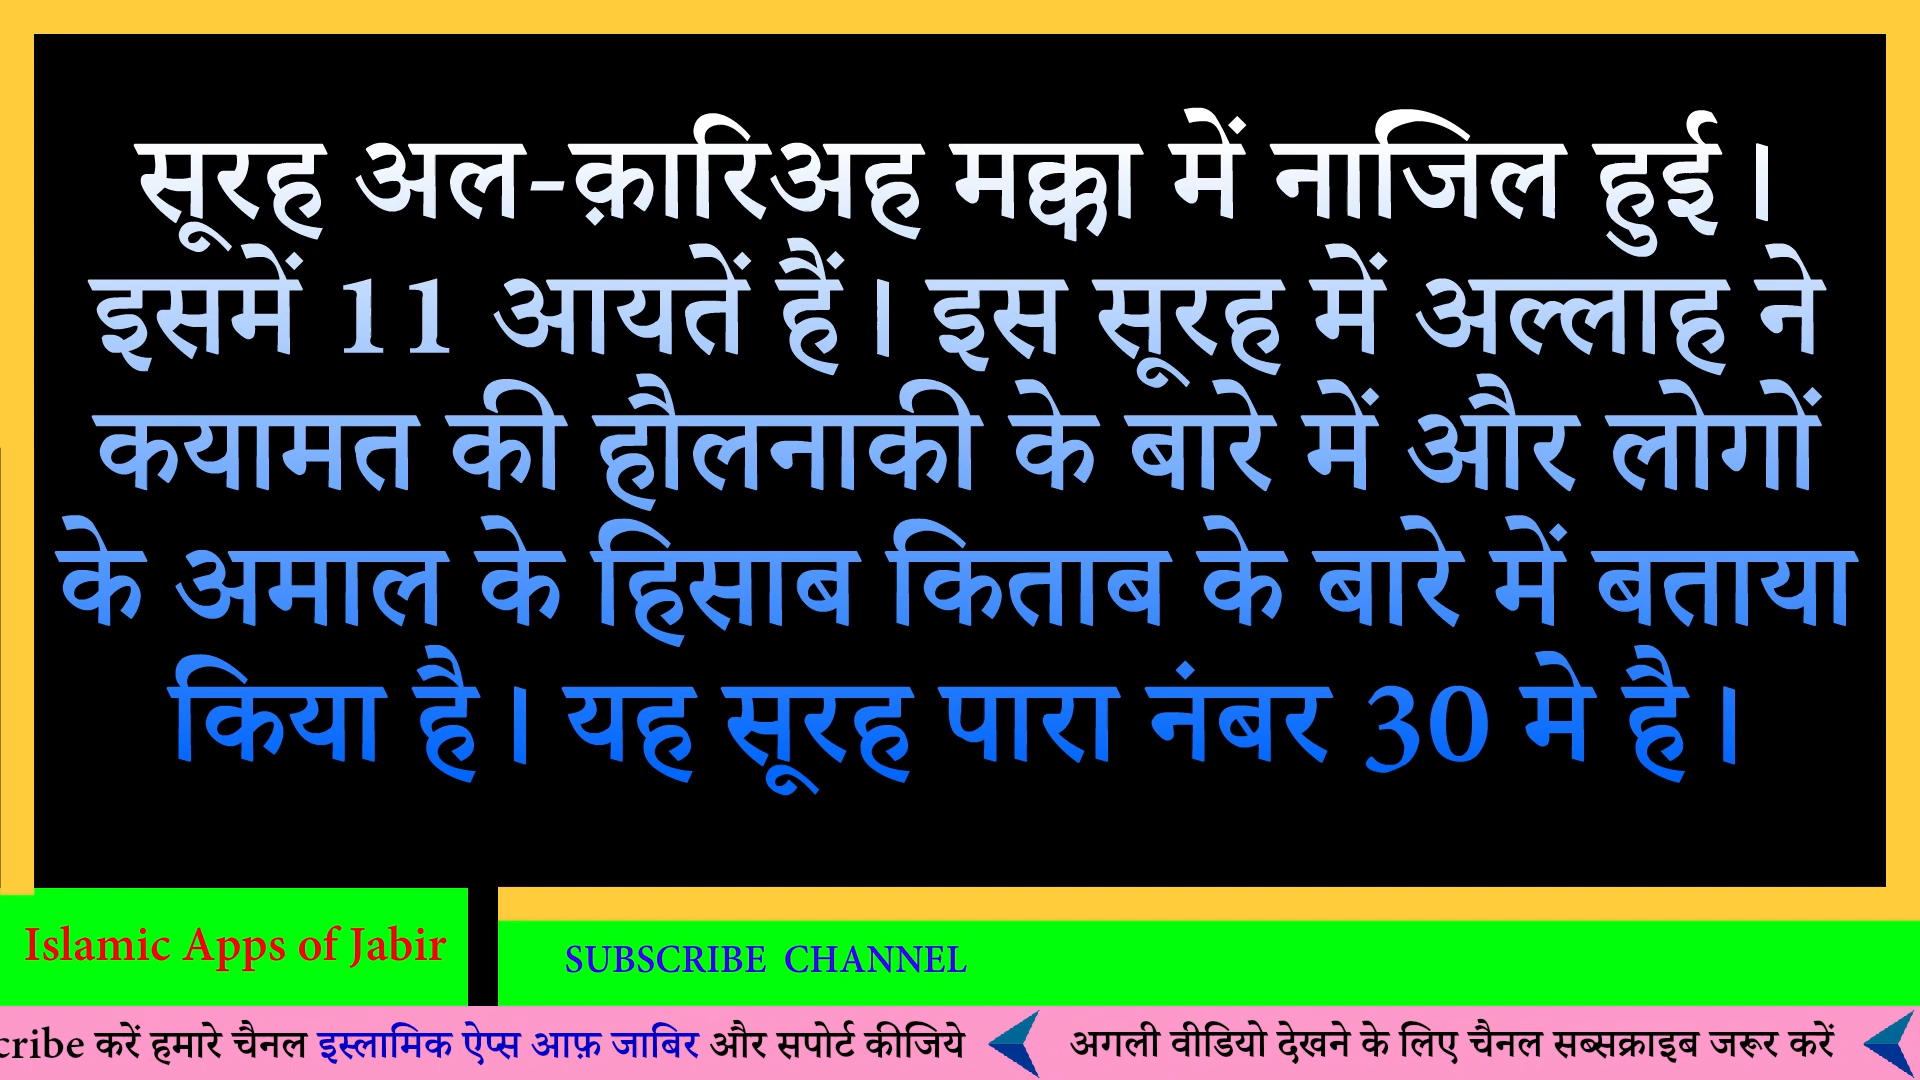 सूरह अल-क़ारिअह मक्का में नाजिल हुई।
इसमें 11 आयतें हैं। इस सूरह में अल्लाह ने
कयामत की हौलनाकी के बारे में और लोगों
के अमाल के हिसाब किताब के बारे में बताया
किया है। यह सूरह पारा नंबर 30 मे है।
Islamic Apps of Jabir
SUBSCRIBE CHANNEL
cribe करें हमारे चैनल इस्लामिक ऐप्स आफ़ जाबिर और सपोर्ट कीजिये अगली वीडियो देखने के लिए चैनल सब्सक्राइब जरूर करें